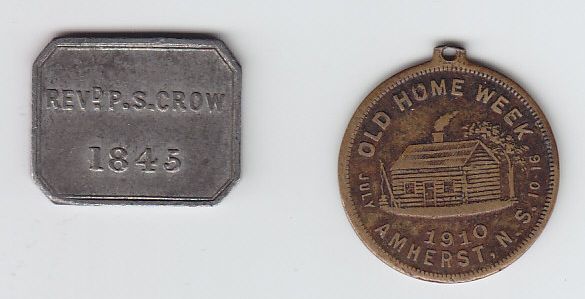 REVD. P.S. CROW
1845
OLD HOME WEEK
JULY 10-16
1910
AMHERST, N.S.